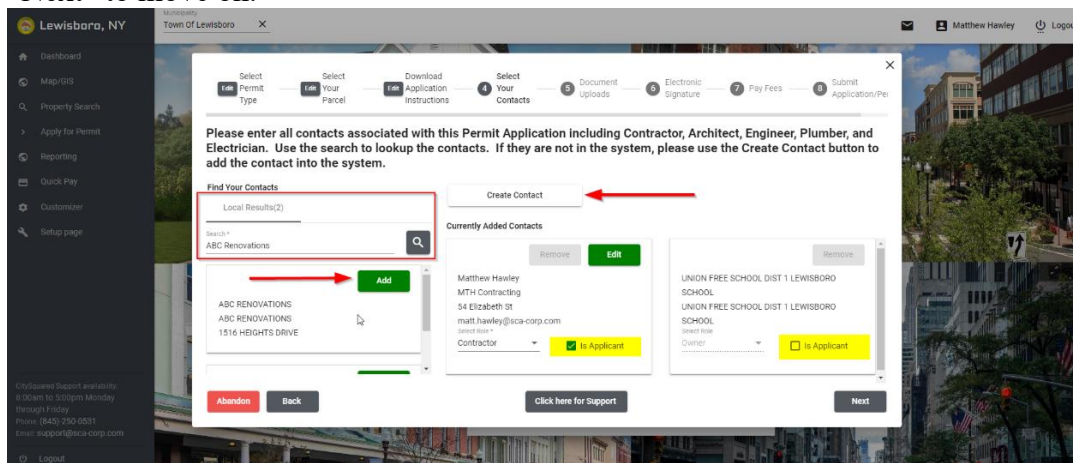 Lewisboro, NY
Municipality
Town Of Lewisboro X
Matthew Hawley
Logou
Dashboard
Map/GIS
Property Search
Apply for Permit
Reporting
Quick Pay
Customizer
Setup page
CitySquared Support availability:
8:00am to 5:00pm Monday
through Friday
Phone: (845)-250-0531
Email: support@sca-corp.com
Logout
Edit Select Permit Type
Edit Select Your Parcel
Edit Download Application Instructions
4 Select Your Contacts
5 Document Uploads
6 Electronic Signature
7 Pay Fees
8 Submit Application/Per
Please enter all contacts associated with this Permit Application including Contractor, Architect, Engineer, Plumber, and
Electrician. Use the search to lookup the contacts. If they are not in the system, please use the Create Contact button to
add the contact into the system.
Find Your Contacts
Local Results(2)
Search *
ABC Renovations
Add
ABC RENOVATIONS
ABC RENOVATIONS
1516 HEIGHTS DRIVE
Create Contact
Currently Added Contacts
Remove
Edit
Matthew Hawley
MTH Contracting
54 Elizabeth St
matt.hawley@sca-corp.com
Select Role *
Contractor
Is Applicant
Remove
UNION FREE SCHOOL DIST 1 LEWISBORO
SCHOOL
UNION FREE SCHOOL DIST 1 LEWISBORO
SCHOOL
Select Role
Owner
Is Applicant
Abandon
Back
Click here for Support
Next